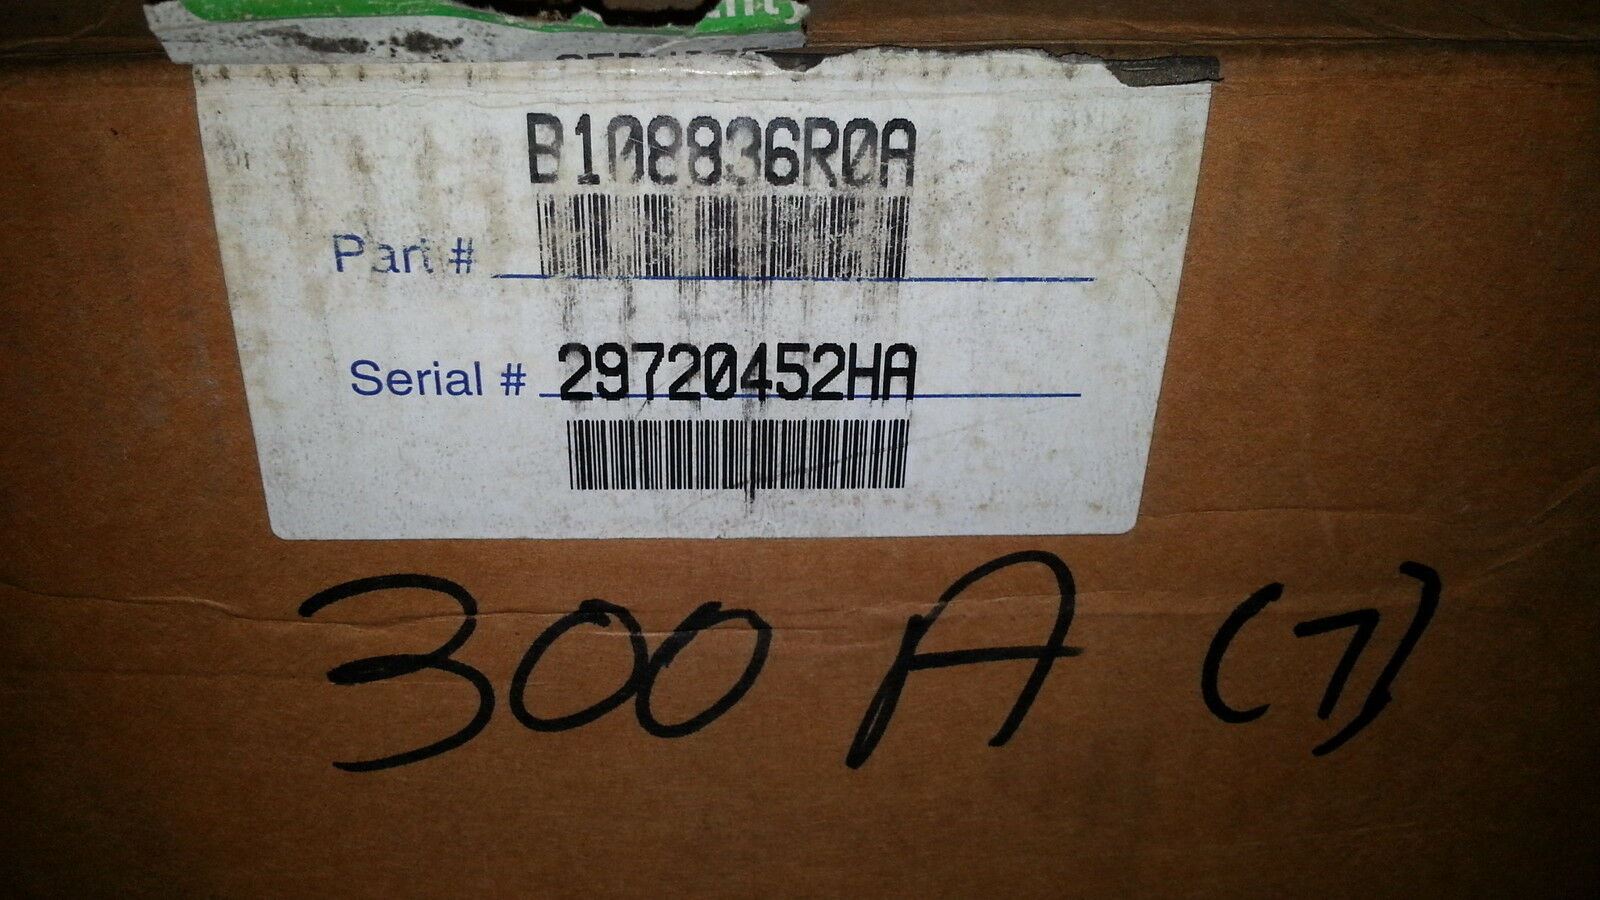 B108836R0A
Part #
Serial # 29720452HA
300 A (7)